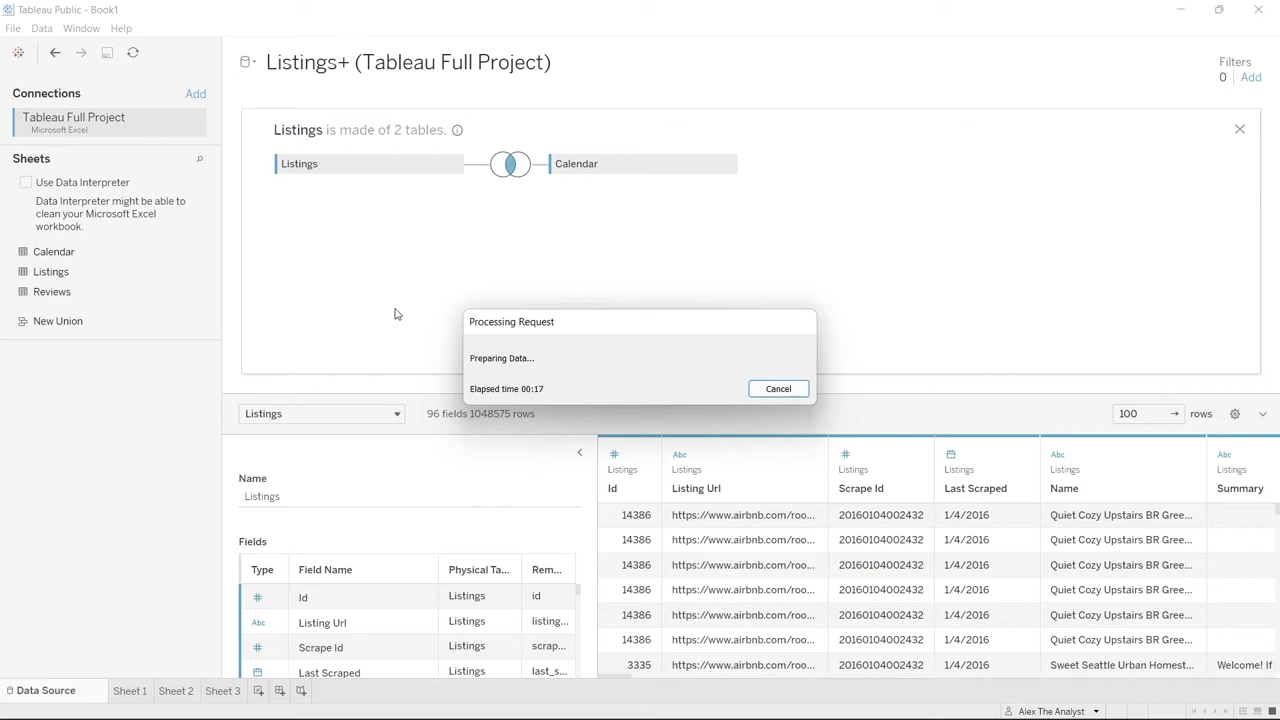 Tableau Public - Book1
File Data Window Help
Connections Add
Tableau Full Project
Microsoft Excel
Sheets
Use Data Interpreter
Data Interpreter might be able to
clean your Microsoft Excel
workbook.
Calendar
Listings
Reviews
New Union
Listings+ (Tableau Full Project)
Filters
0 Add
Listings is made of 2 tables.
Listings Calendar
Processing Request
Preparing Data...
Elapsed time 00:17 Cancel
Listings 96 fields 1048575 rows 100 rows
Name
Listings
Fields
Type Field Name Physical Ta... Rem...
# Id Listings id
Abc Listing Url Listings listing...
# Scrape Id Listings scrap...
Last Scraped Listings last_s...
# Abc # Abc Abc
Listings Listings Listings Listings Listings Listings
Id Listing Url Scrape Id Last Scraped Name Summary
14386 https://www.airbnb.com/roo... 20160104002432 1/4/2016 Quiet Cozy Upstairs BR Gree...
14386 https://www.airbnb.com/roo... 20160104002432 1/4/2016 Quiet Cozy Upstairs BR Gree...
14386 https://www.airbnb.com/roo... 20160104002432 1/4/2016 Quiet Cozy Upstairs BR Gree...
14386 https://www.airbnb.com/roo... 20160104002432 1/4/2016 Quiet Cozy Upstairs BR Gree...
14386 https://www.airbnb.com/roo... 20160104002432 1/4/2016 Quiet Cozy Upstairs BR Gree...
14386 https://www.airbnb.com/roo... 20160104002432 1/4/2016 Quiet Cozy Upstairs BR Gree...
3335 https://www.airbnb.com/roo... 20160104002432 1/4/2016 Sweet Seattle Urban Homest... Welcome! If
Data Source Sheet 1 Sheet 2 Sheet 3
Alex The Analyst